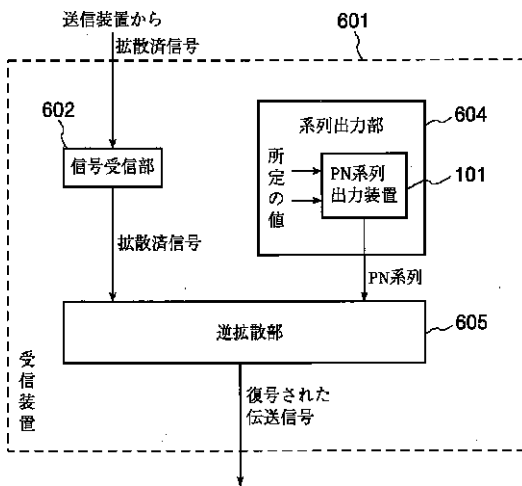 送信装置から
拡散済信号
601
602
信号受信部
系列出力部
604
所定の値
PN系列
出力装置
101
拡散済信号
PN系列
逆拡散部
605
受信装置
復号された
伝送信号